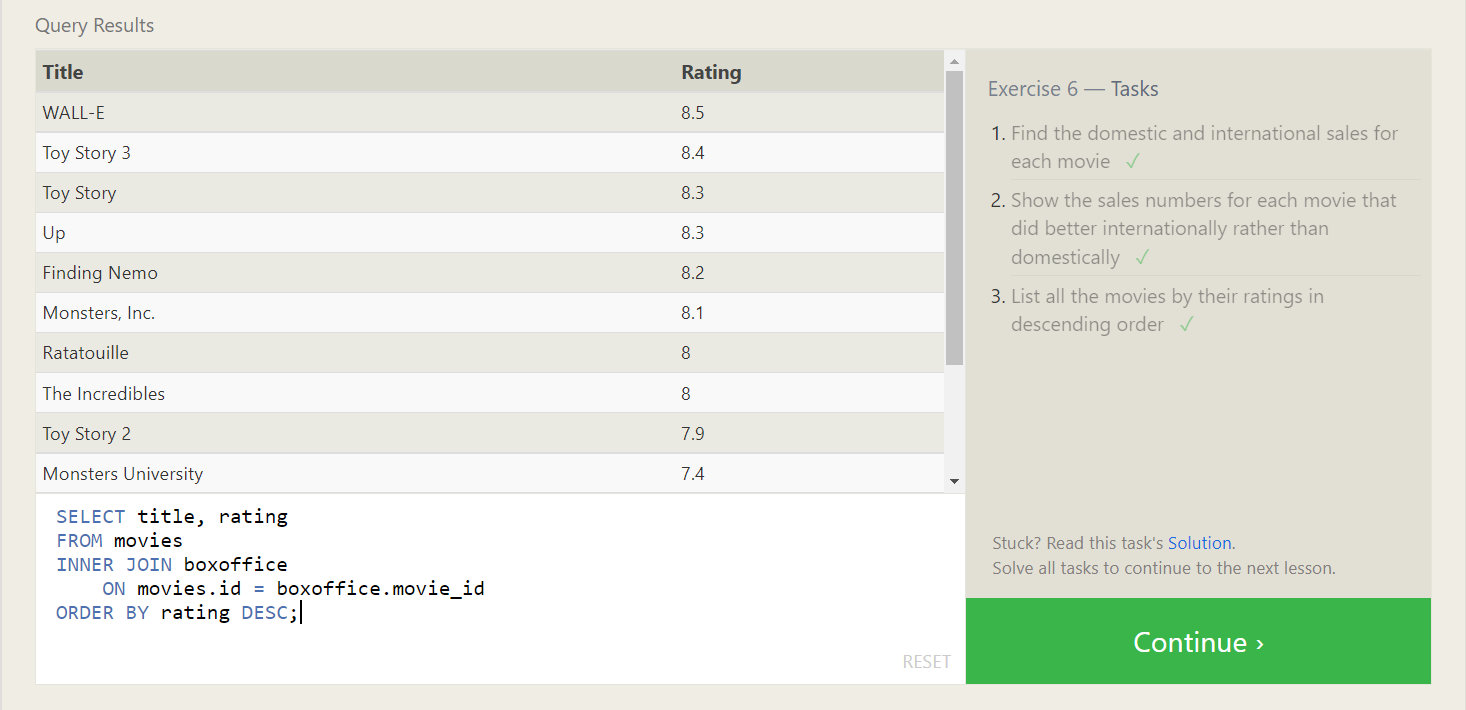 Query Results
Title Rating
WALL-E 8.5
Toy Story 3 8.4
Toy Story 8.3
Up 8.3
Finding Nemo 8.2
Monsters, Inc. 8.1
Ratatouille 8
The Incredibles 8
Toy Story 2 7.9
Monsters University 7.4
SELECT title, rating
FROM movies
INNER JOIN boxoffice
    ON movies.id = boxoffice.movie_id
ORDER BY rating DESC;
RESET
Exercise 6 — Tasks
1. Find the domestic and international sales for
each movie ✓
2. Show the sales numbers for each movie that
did better internationally rather than
domestically ✓
3. List all the movies by their ratings in
descending order ✓
Stuck? Read this task's Solution.
Solve all tasks to continue to the next lesson.
Continue ›